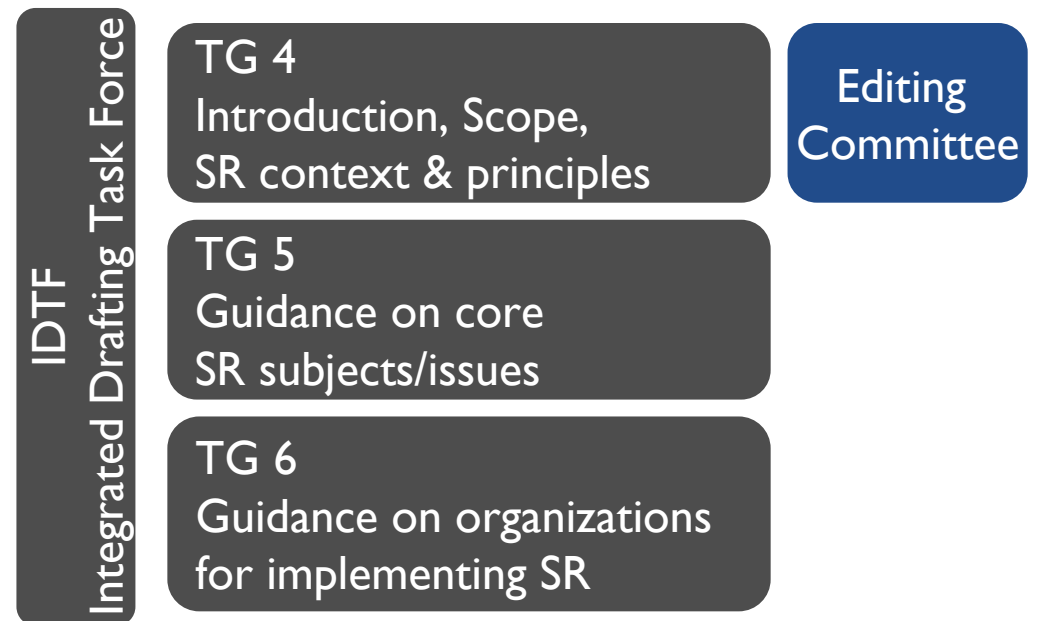 IDTF
Integrated Drafting Task Force
TG 4
Introduction, Scope,
SR context & principles
Editing
Committee
TG 5
Guidance on core
SR subjects/issues
TG 6
Guidance on organizations
for implementing SR